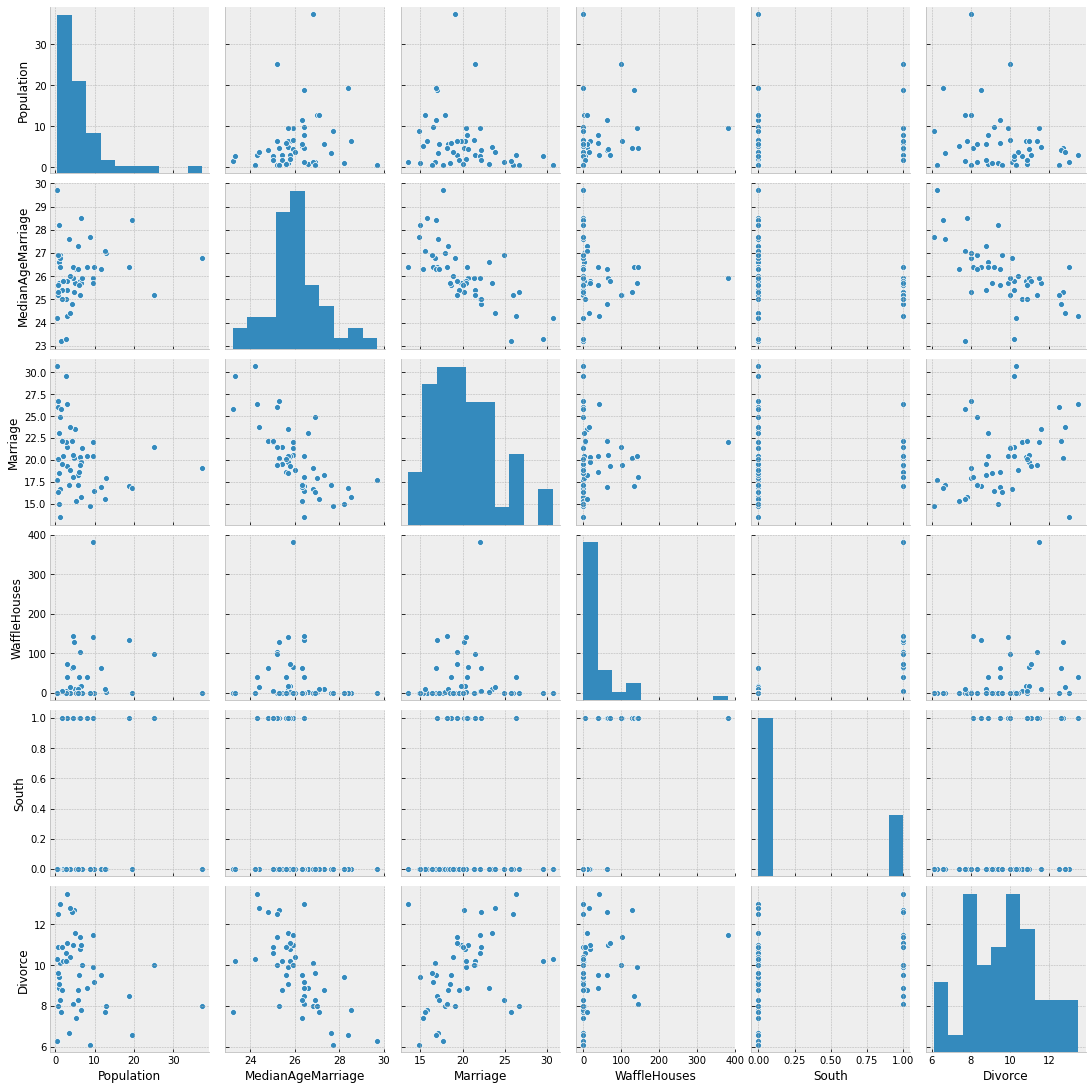 30
20
10
0
Population
30
29
28
27
26
25
24
23
MedianAgeMarriage
30.0
27.5
25.0
22.5
20.0
17.5
15.0
Marriage
400
300
200
100
0
WaffleHouses
1.0
0.8
0.6
0.4
0.2
0.0
South
12
10
8
6
Divorce
0 10 20 30
24 26 28 30
15 20 25 30
0 100 200 300 400
0.00 0.25 0.50 0.75 1.00
6 8 10 12
Population MedianAgeMarriage Marriage WaffleHouses South Divorce